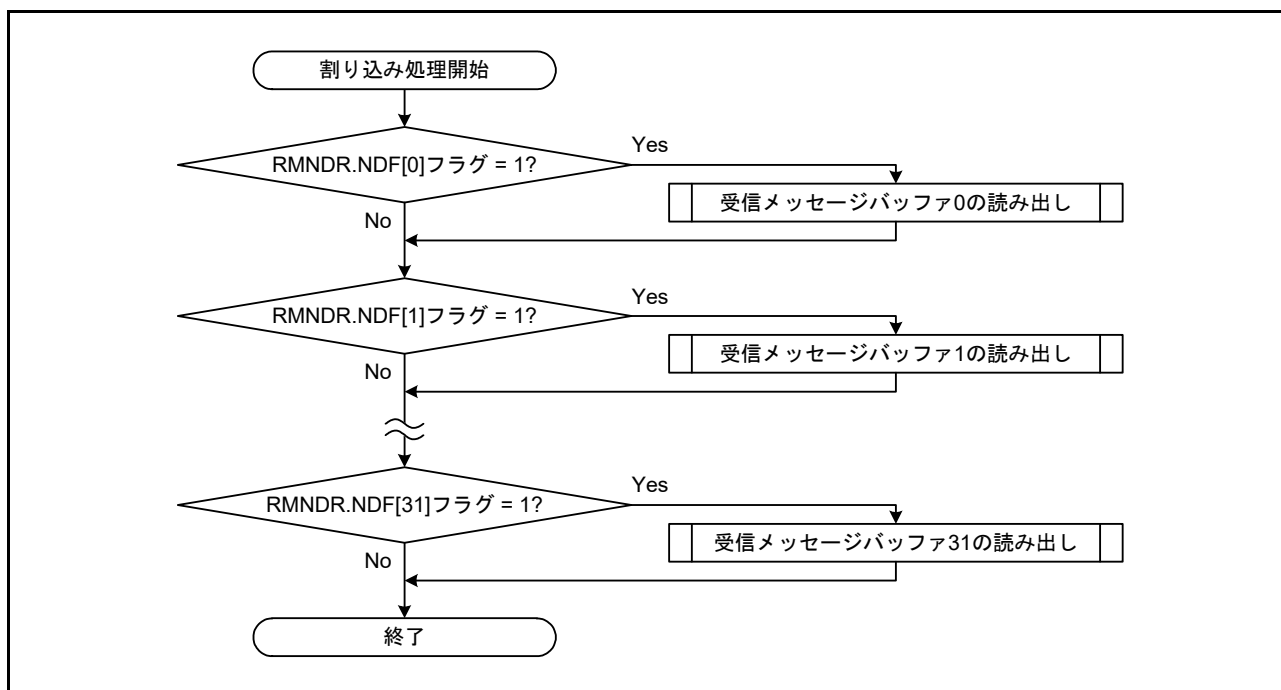 割り込み処理開始
RMNDR.NDF[0]フラグ = 1?
Yes
受信メッセージバッファ0の読み出し
No
RMNDR.NDF[1]フラグ = 1?
Yes
受信メッセージバッファ1の読み出し
No
RMNDR.NDF[31]フラグ = 1?
Yes
受信メッセージバッファ31の読み出し
No
終了